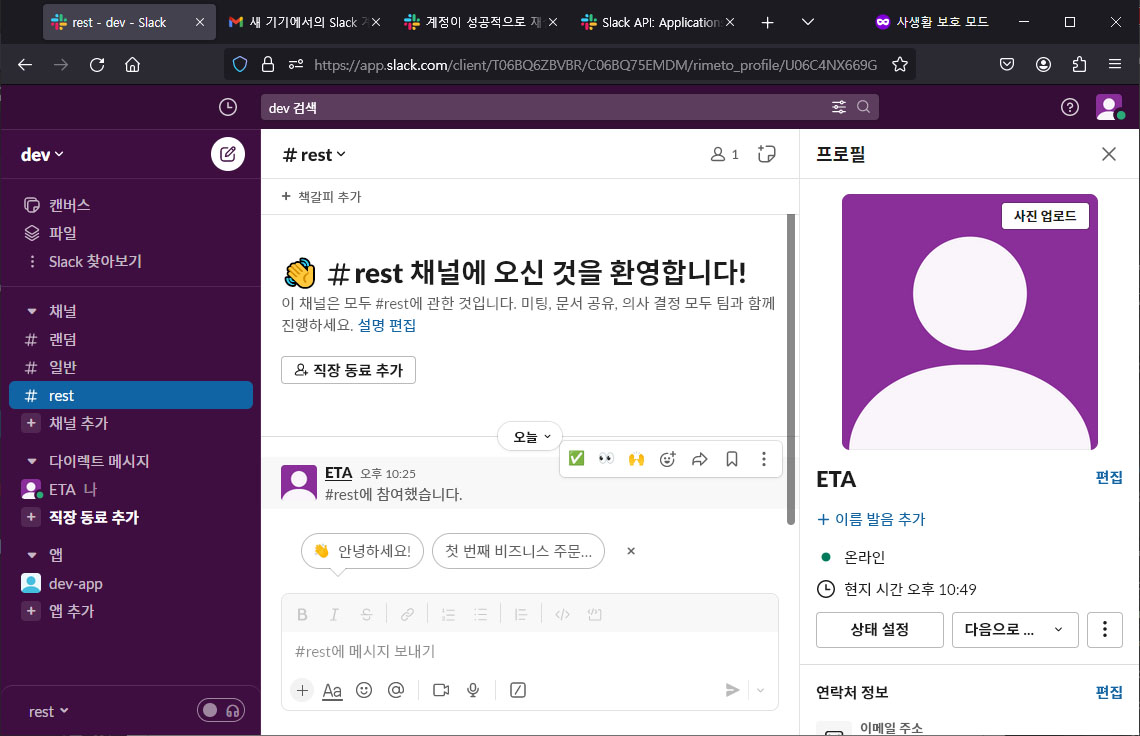 rest - dev - Slack
새 기기에서의 Slack
계정이 성공적으로 재
Slack API: Application
사생활 보호 모드
https://app.slack.com/client/T06BQ6ZBVBR/C06BQ75EMDM/rimeto_profile/U06C4NX669G
dev 검색
dev
캔버스
파일
Slack 찾아보기
채널
# 랜덤
# 일반
# rest
+ 채널 추가
다이렉트 메시지
ETA 나
+ 직장 동료 추가
앱
dev-app
+ 앱 추가
rest
# rest
1
+ 책갈피 추가
👋 #rest 채널에 오신 것을 환영합니다!
이 채널은 모두 #rest에 관한 것입니다. 미팅, 문서 공유, 의사 결정 모두 팀과 함께
진행하세요. 설명 편집
직장 동료 추가
오늘
ETA 오후 10:25
#rest에 참여했습니다.
👋 안녕하세요!
첫 번째 비즈니스 주문...
B I S
#rest에 메시지 보내기
+ Aa @
프로필
사진 업로드
ETA
편집
+ 이름 발음 추가
온라인
현지 시간 오후 10:49
상태 설정
다음으로 ...
연락처 정보
편집
이메일 주소